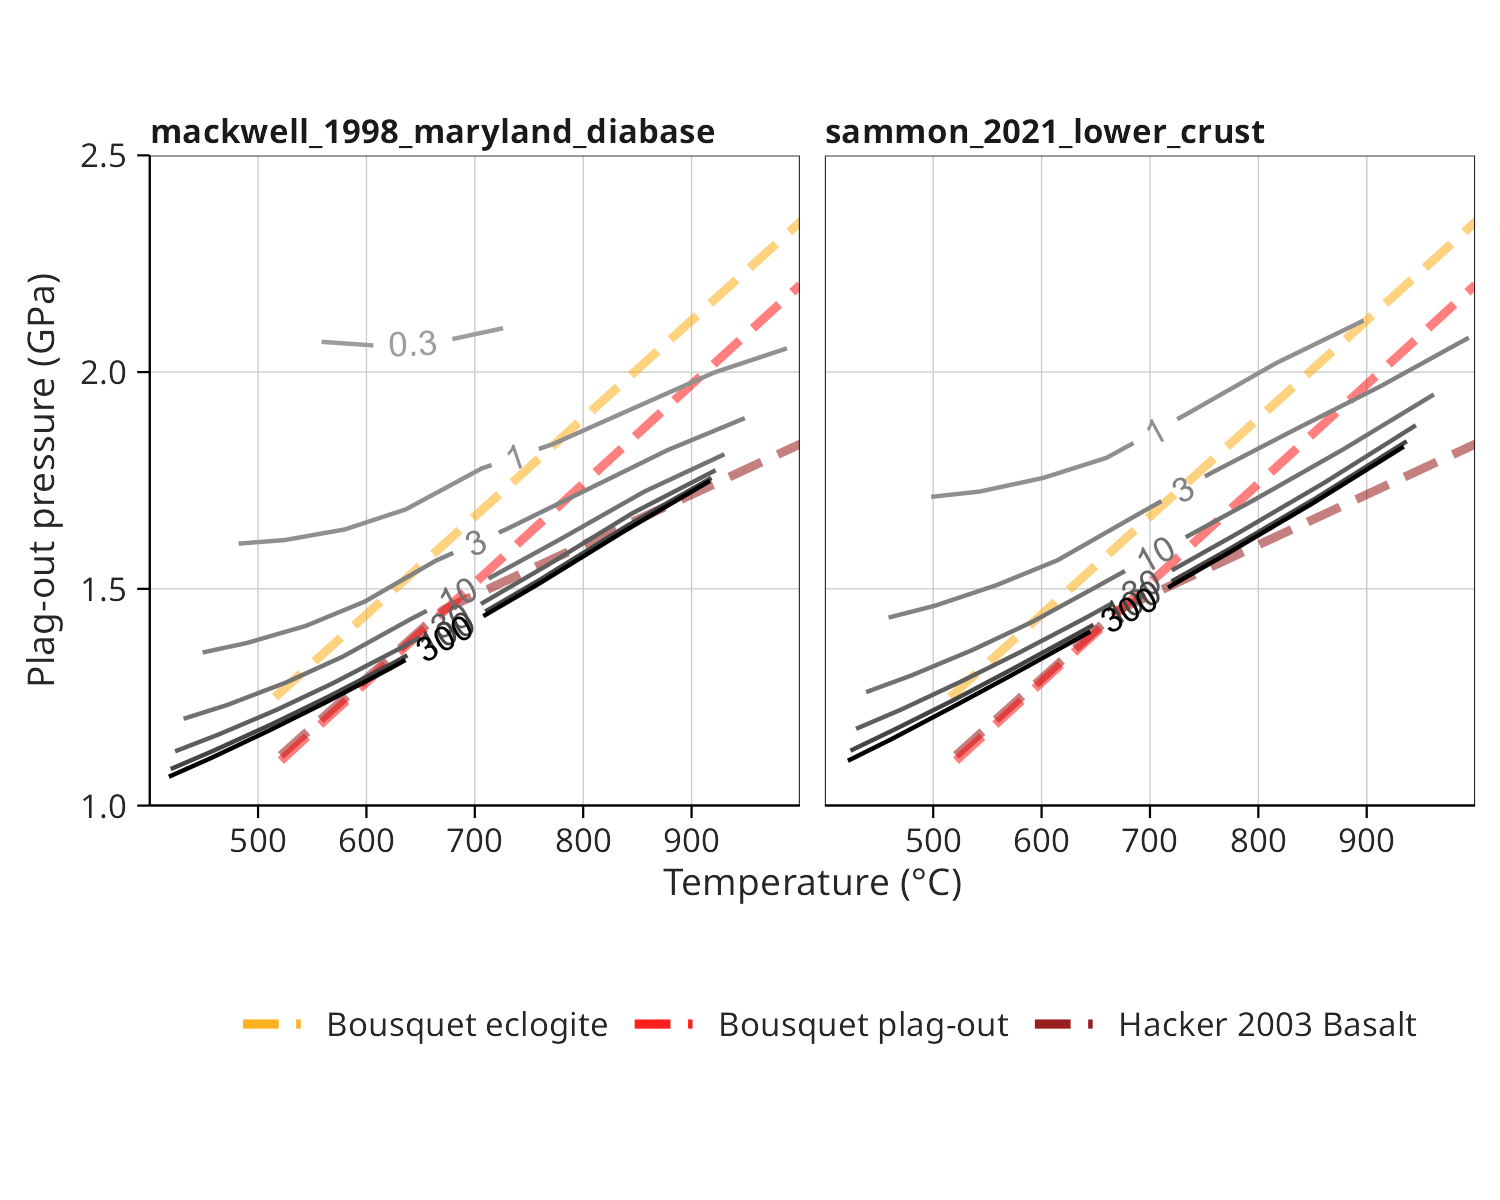 mackwell_1998_maryland_diabase
sammon_2021_lower_crust
Plag-out pressure (GPa)
2.5
2.0
1.5
1.0
0.3
1
3
10
300
1
3
10
300
500 600 700 800 900
500 600 700 800 900
Temperature (°C)
Bousquet eclogite
Bousquet plag-out
Hacker 2003 Basalt